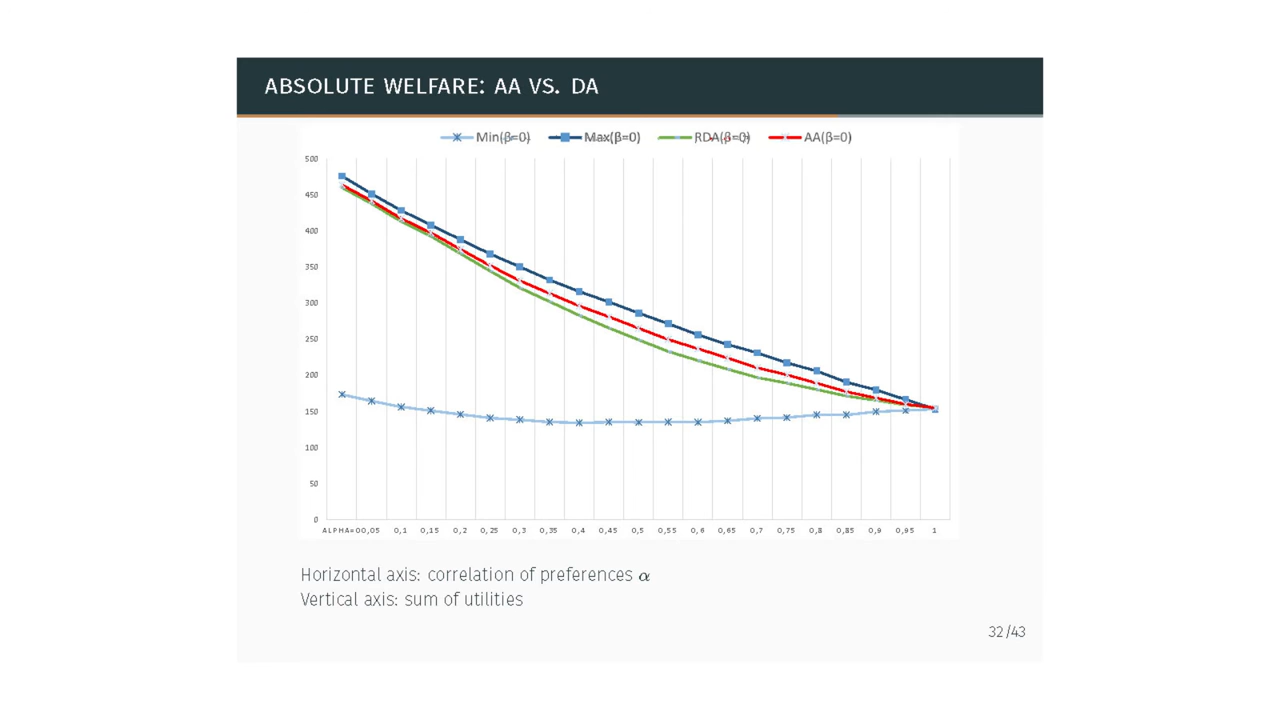 ABSOLUTE WELFARE: AA VS. DA
Min(β=0) Max(β=0) RDA(β=0) AA(β=0)
500
450
400
350
300
250
200
150
100
50
0
ALPHA=0 0,05 0,1 0,15 0,2 0,25 0,3 0,35 0,4 0,45 0,5 0,55 0,6 0,65 0,7 0,75 0,8 0,85 0,9 0,95 1
Horizontal axis: correlation of preferences α
Vertical axis: sum of utilities
32/43